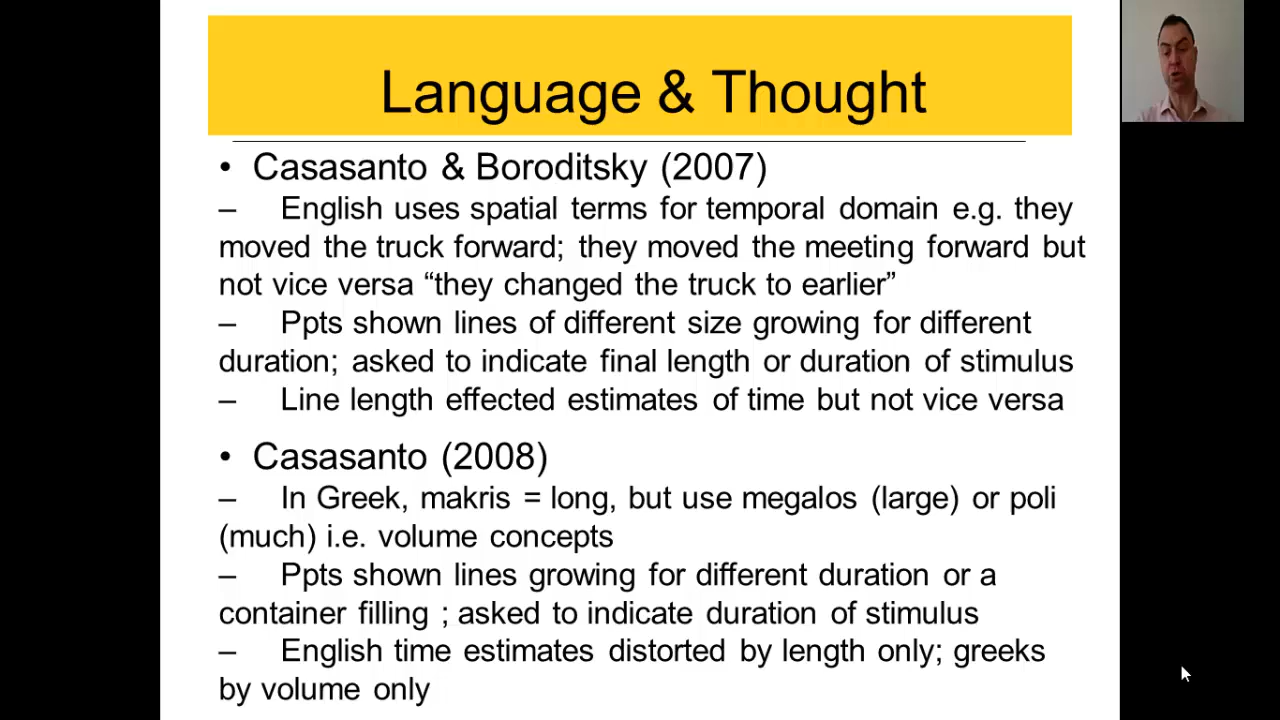 Language & Thought
• Casasanto & Boroditsky (2007)
– English uses spatial terms for temporal domain e.g. they
moved the truck forward; they moved the meeting forward but
not vice versa “they changed the truck to earlier”
– Ppts shown lines of different size growing for different
duration; asked to indicate final length or duration of stimulus
– Line length effected estimates of time but not vice versa
• Casasanto (2008)
– In Greek, makris = long, but use megalos (large) or poli
(much) i.e. volume concepts
– Ppts shown lines growing for different duration or a
container filling ; asked to indicate duration of stimulus
– English time estimates distorted by length only; greeks
by volume only